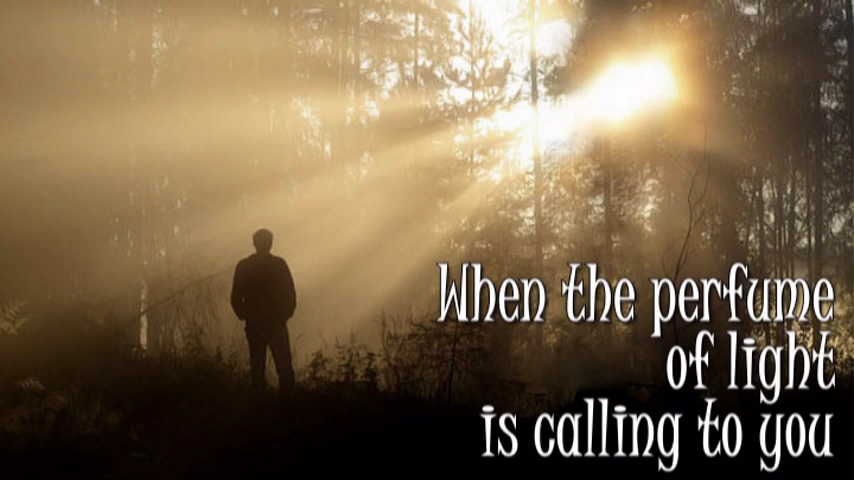 When the perfume
of light
is calling to you